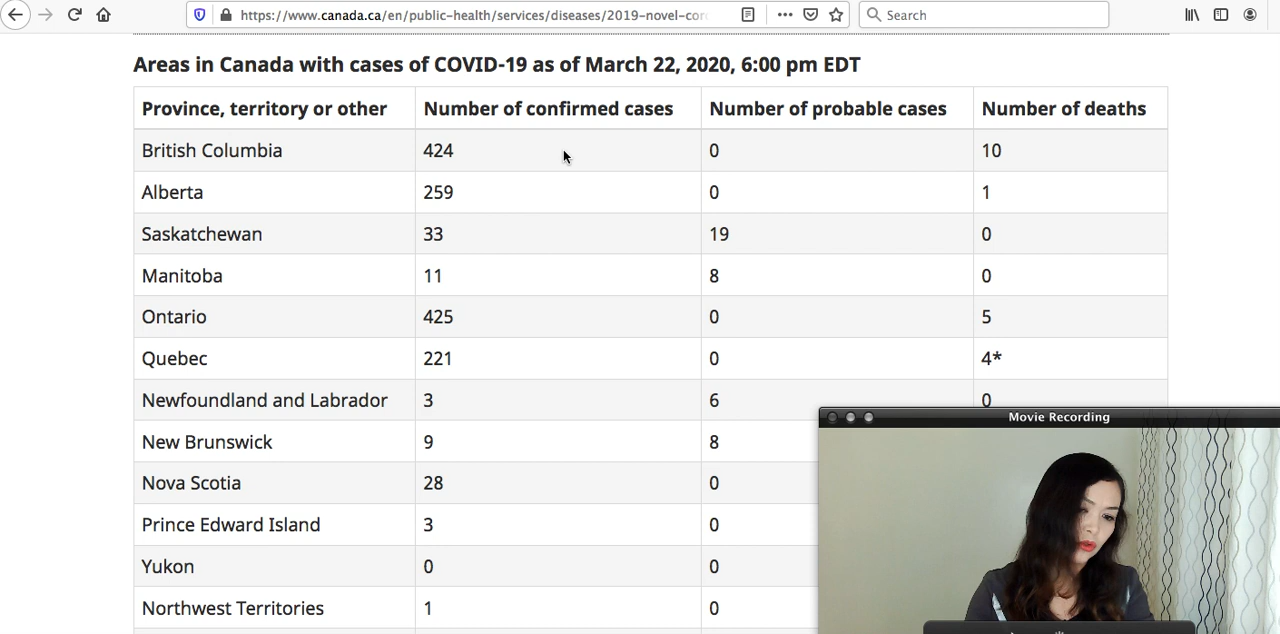 https://www.canada.ca/en/public-health/services/diseases/2019-novel-cor
Search
Areas in Canada with cases of COVID-19 as of March 22, 2020, 6:00 pm EDT
Province, territory or other Number of confirmed cases Number of probable cases Number of deaths
British Columbia 424 0 10
Alberta 259 0 1
Saskatchewan 33 19 0
Manitoba 11 8 0
Ontario 425 0 5
Quebec 221 0 4*
Newfoundland and Labrador 3 6 0
Movie Recording
New Brunswick 9 8
Nova Scotia 28 0
Prince Edward Island 3 0
Yukon 0 0
Northwest Territories 1 0